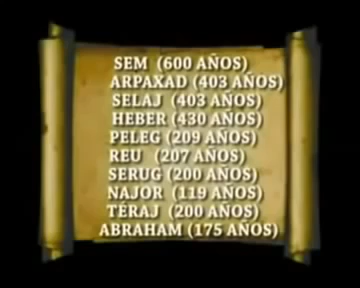 SEM (600 AÑOS)
ARPAXAD (403 AÑOS)
SELAJ (403 AÑOS)
HEBER (430 AÑOS)
PELEG (209 AÑOS)
REU (207 AÑOS)
SERUG (200 AÑOS)
NAJOR (119 AÑOS)
TÉRAJ (200 AÑOS)
ABRAHAM (175 AÑOS)